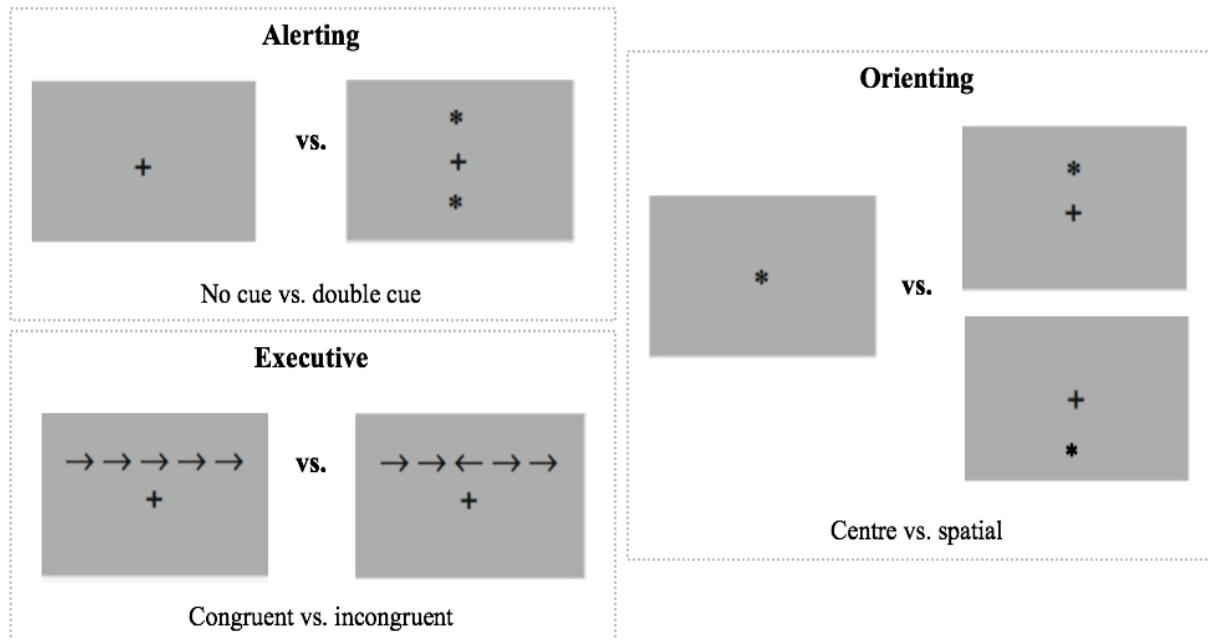 Alerting
+
vs.
*
+
*
No cue vs. double cue
Executive
→ → → → →
+
vs.
→ → ← → →
+
Congruent vs. incongruent
Orienting
*
vs.
*
+
+
*
Centre vs. spatial